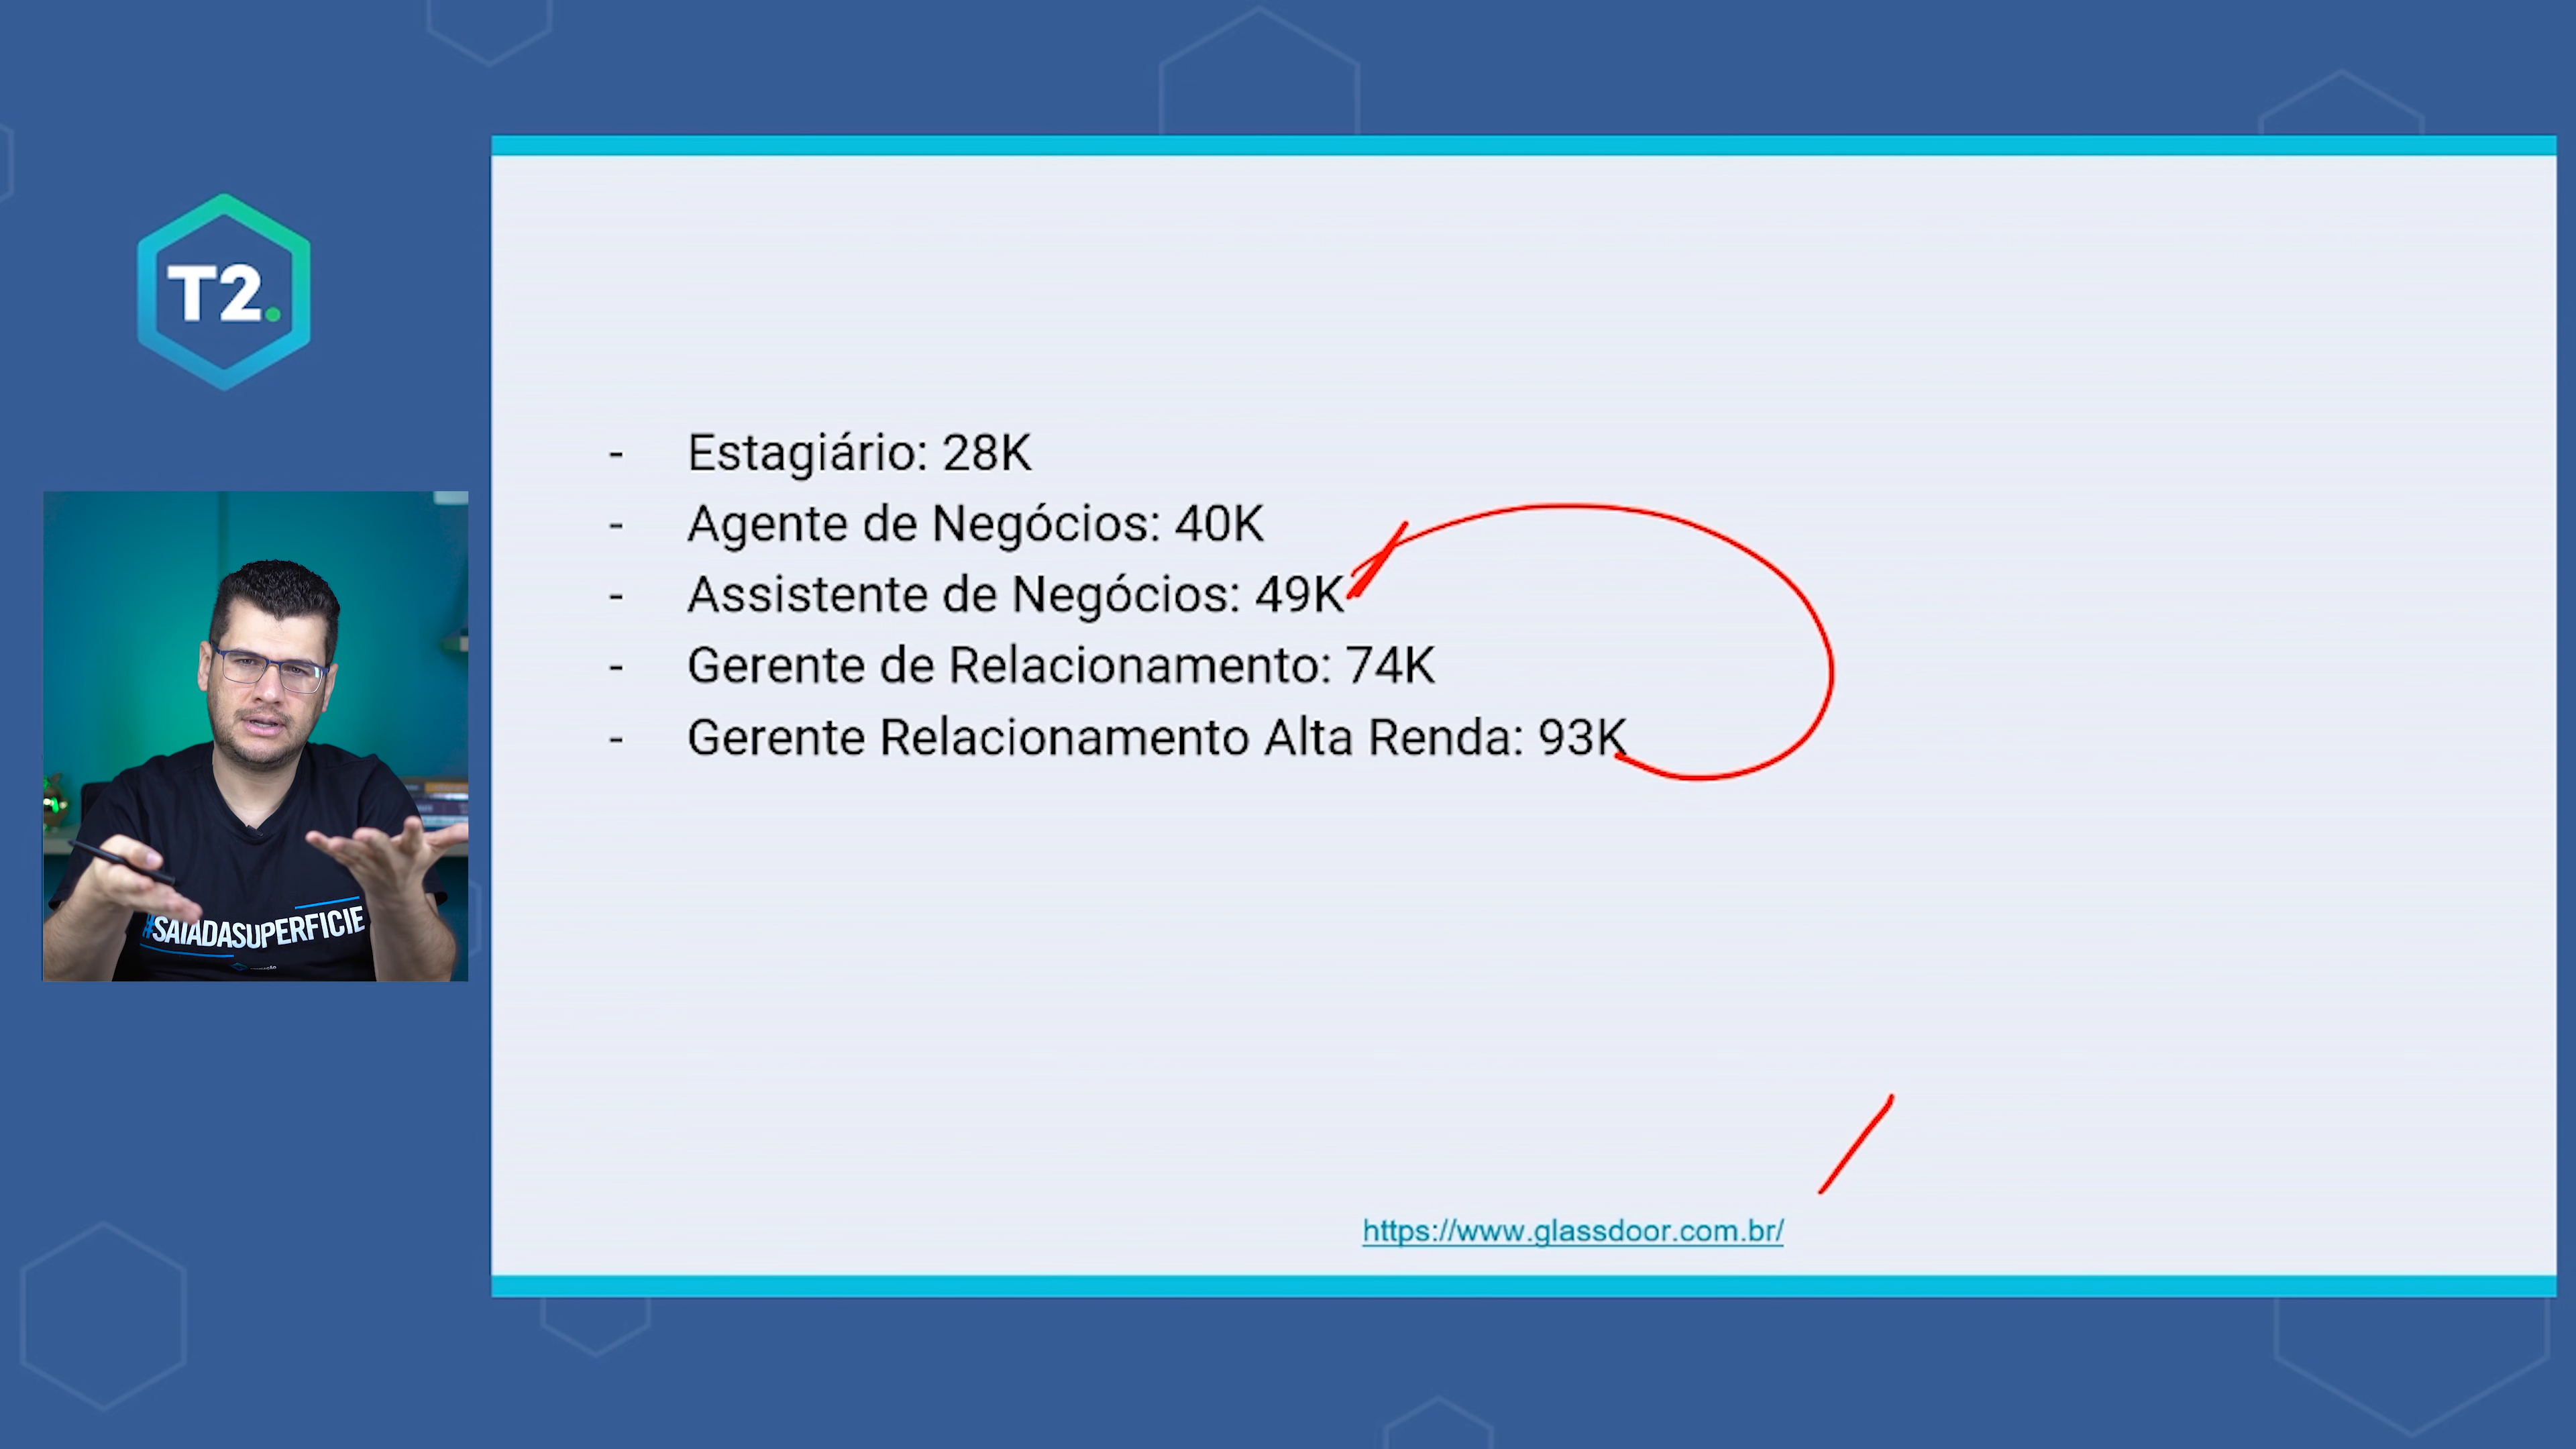 T2.
- Estagiário: 28K
- Agente de Negócios: 40K
- Assistente de Negócios: 49K
- Gerente de Relacionamento: 74K
- Gerente Relacionamento Alta Renda: 93K
#SAIADASUPERFICIE
https://www.glassdoor.com.br/